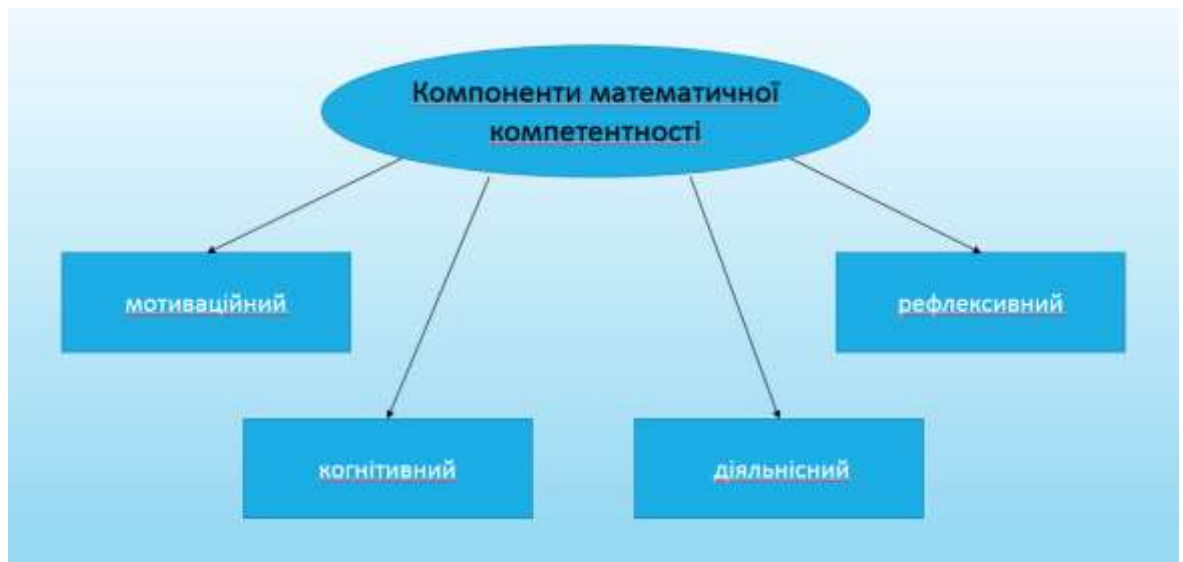 Компоненти математичної
компетентності
мотиваційний
рефлексивний
когнітивний
діяльнісний